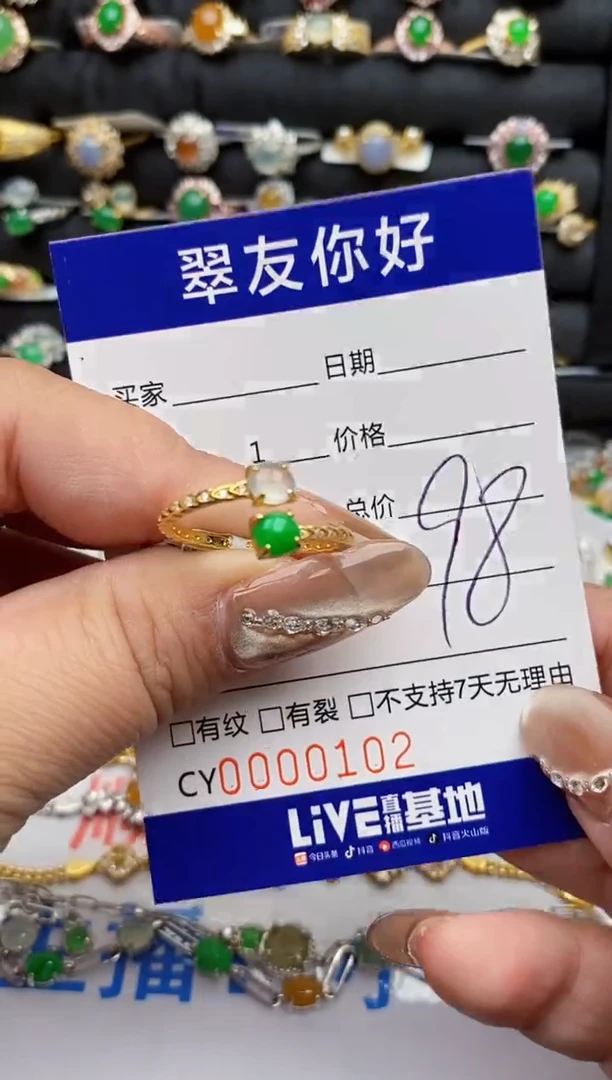 翠友你好
买家 日期
1 价格
总价
98
□有纹 □有裂 □不支持7天无理由
CY0000102
LiVE直播基地
今日头条 抖音 西瓜视频 抖音火山版